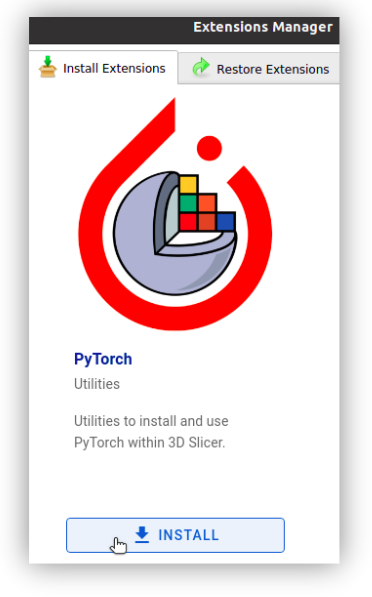 Extensions Manager
Install Extensions
Restore Extensions
PyTorch
Utilities
Utilities to install and use
PyTorch within 3D Slicer.
INSTALL